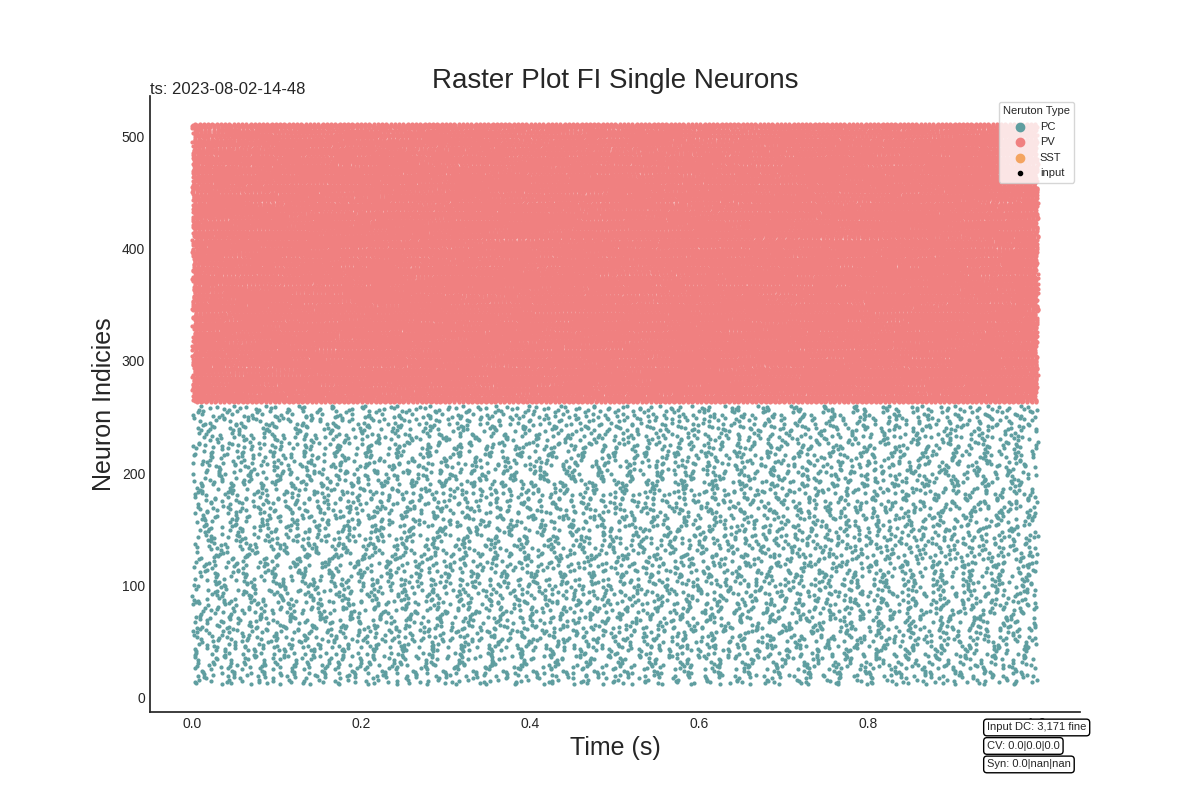 Raster Plot FI Single Neurons
ts: 2023-08-02-14-48
Neruton Type
PC
PV
SST
input
500
400
300
200
100
0
Neuron Indicies
0.0
0.2
0.4
0.6
0.8
Time (s)
Input DC: 3,171 fine
CV: 0.0|0.0|0.0
Syn: 0.0|nan|nan